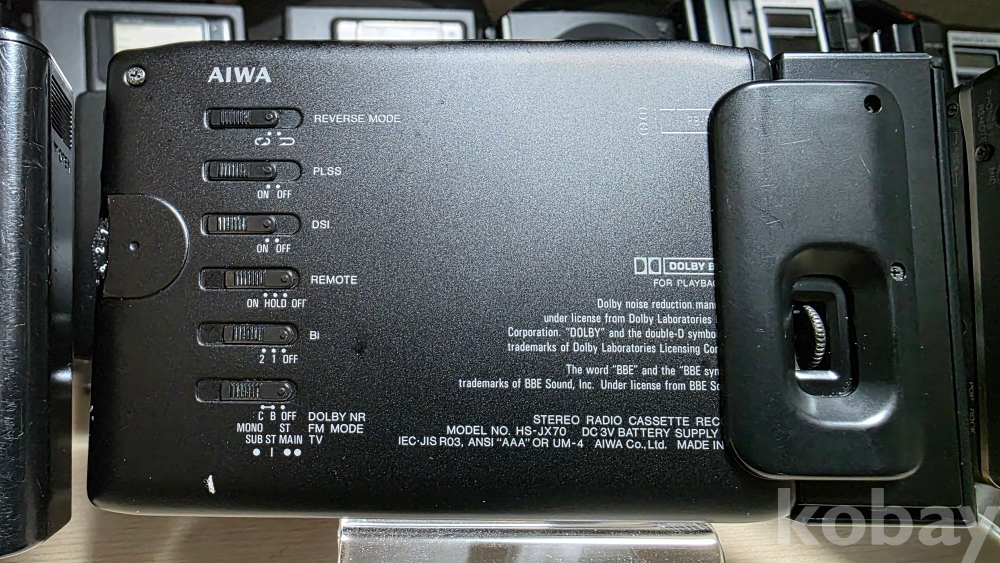 AIWA
REVERSE MODE
PLSS
ON OFF
DSL
ON OFF
REMOTE
ON HOLD OFF
Bi
2 1 OFF
C B OFF DOLBY NR
MONO ST FM MODE
SUB ST MAIN TV
DOLBY B
FOR PLAYBAC
Dolby noise reduction manu
under license from Dolby Laboratories
Corporation. "DOLBY" and the double-D symbo
trademarks of Dolby Laboratories Licensing Cor
The word "BBE" and the "BBE sym
trademarks of BBE Sound, Inc. Under license from BBE So
STEREO RADIO CASSETTE REC
MODEL NO. HS-JX70 DC 3V BATTERY SUPPLY
IEC·JIS R03, ANSI "AAA" OR UM-4 AIWA Co., Ltd. MADE IN
kobay